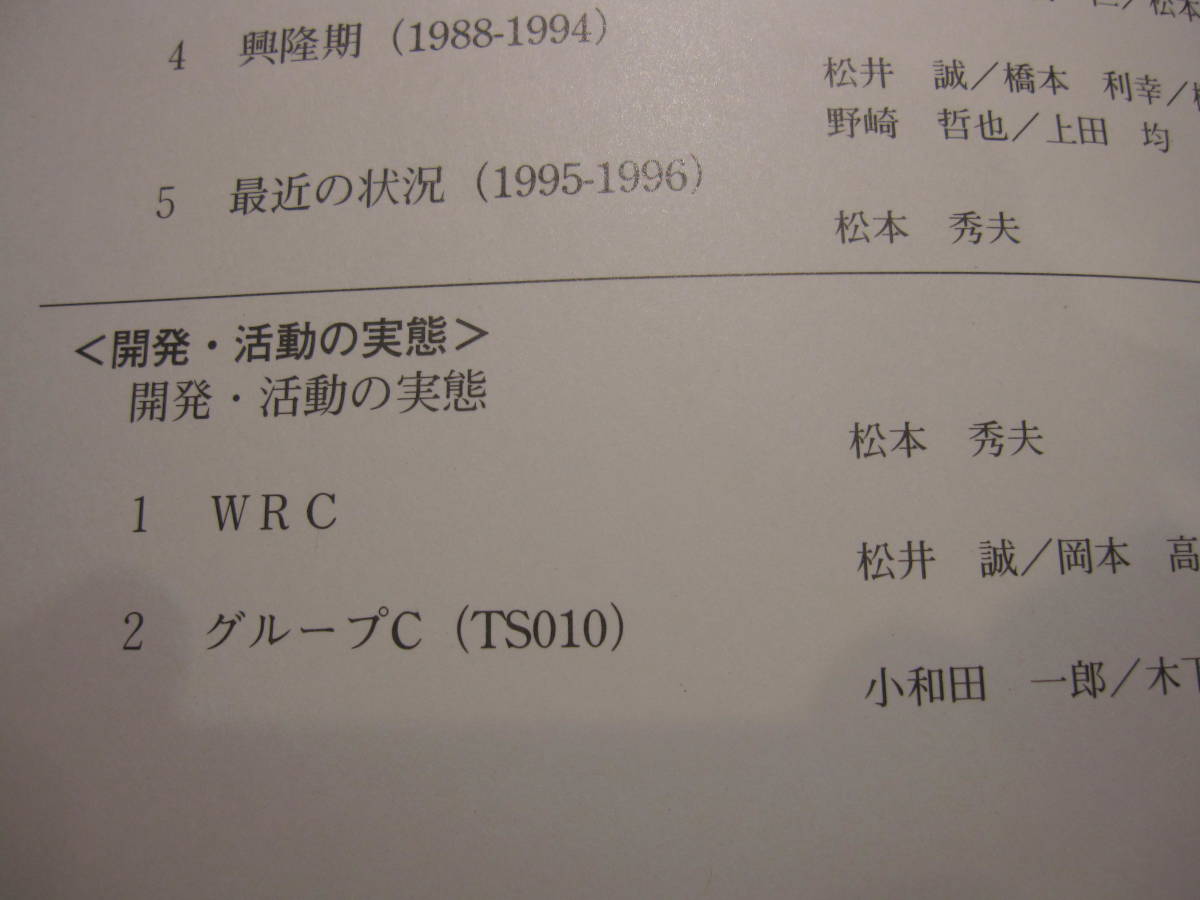 4 興隆期（1988-1994）
松井 誠／橋本 利幸／
野崎 哲也／上田 均
5 最近の状況（1995-1996）
松本 秀夫
＜開発・活動の実態＞
開発・活動の実態
松本 秀夫
1 ＷＲＣ
松井 誠／岡本 高
2 グループC（TS010）
小和田 一郎／木下